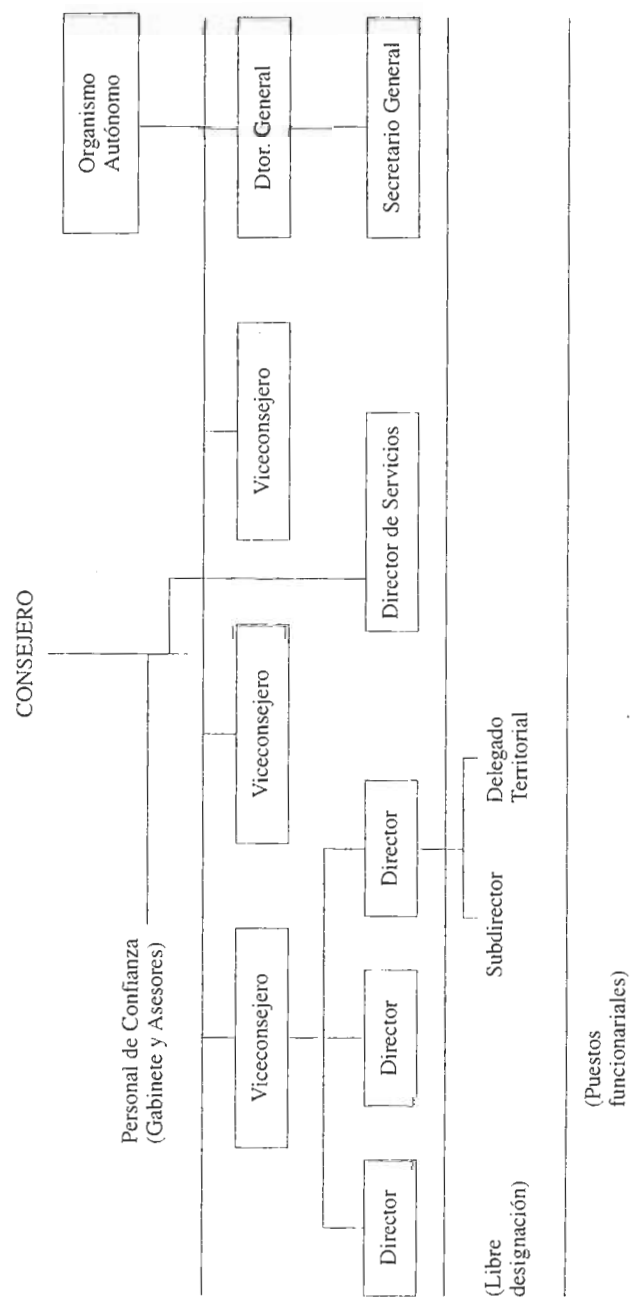 CONSEJERO
Personal de Confianza
(Gabinete y Asesores)
Organismo
Autónomo
Viceconsejero
Viceconsejero
Viceconsejero
Dtor. General
Director
Director
Director
Director de Servicios
Secretario General
(Libre
designación)
Subdirector
Delegado
Territorial
(Puestos
funcionariales)